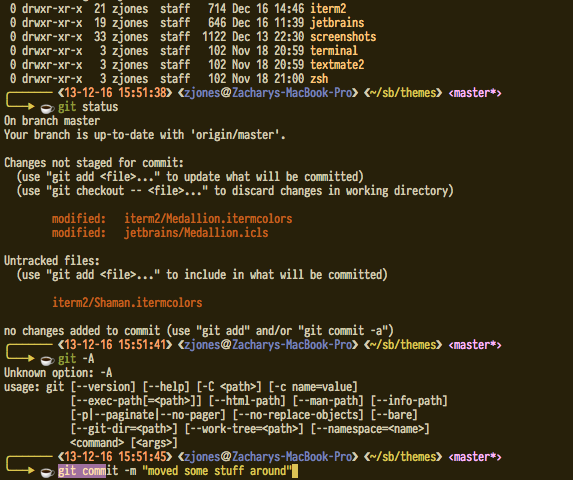 0 drwxr-xr-x 21 zjones staff 714 Dec 16 14:46 iterm2
0 drwxr-xr-x 19 zjones staff 646 Dec 16 11:39 jetbrains
0 drwxr-xr-x 33 zjones staff 1122 Dec 13 22:30 screenshots
0 drwxr-xr-x 3 zjones staff 102 Nov 18 20:59 terminal
0 drwxr-xr-x 3 zjones staff 102 Nov 18 20:59 textmate2
0 drwxr-xr-x 3 zjones staff 102 Nov 18 21:00 zsh
❮13-12-16 15:51:38❯ ❮zjones@Zacharys-MacBook-Pro❯ ❮~/sb/themes❯ ❮master*❯
git status
On branch master
Your branch is up-to-date with 'origin/master'.
Changes not staged for commit:
(use "git add <file>..." to update what will be committed)
(use "git checkout -- <file>..." to discard changes in working directory)
modified: iterm2/Medallion.itermcolors
modified: jetbrains/Medallion.icls
Untracked files:
(use "git add <file>..." to include in what will be committed)
iterm2/Shaman.itermcolors
no changes added to commit (use "git add" and/or "git commit -a")
❮13-12-16 15:51:41❯ ❮zjones@Zacharys-MacBook-Pro❯ ❮~/sb/themes❯ ❮master*❯
git -A
Unknown option: -A
usage: git [--version] [--help] [-C <path>] [-c name=value]
[--exec-path[=<path>]] [--html-path] [--man-path] [--info-path]
[-p|--paginate|--no-pager] [--no-replace-objects] [--bare]
[--git-dir=<path>] [--work-tree=<path>] [--namespace=<name>]
<command> [<args>]
❮13-12-16 15:51:45❯ ❮zjones@Zacharys-MacBook-Pro❯ ❮~/sb/themes❯ ❮master*❯
git commit -m "moved some stuff around"